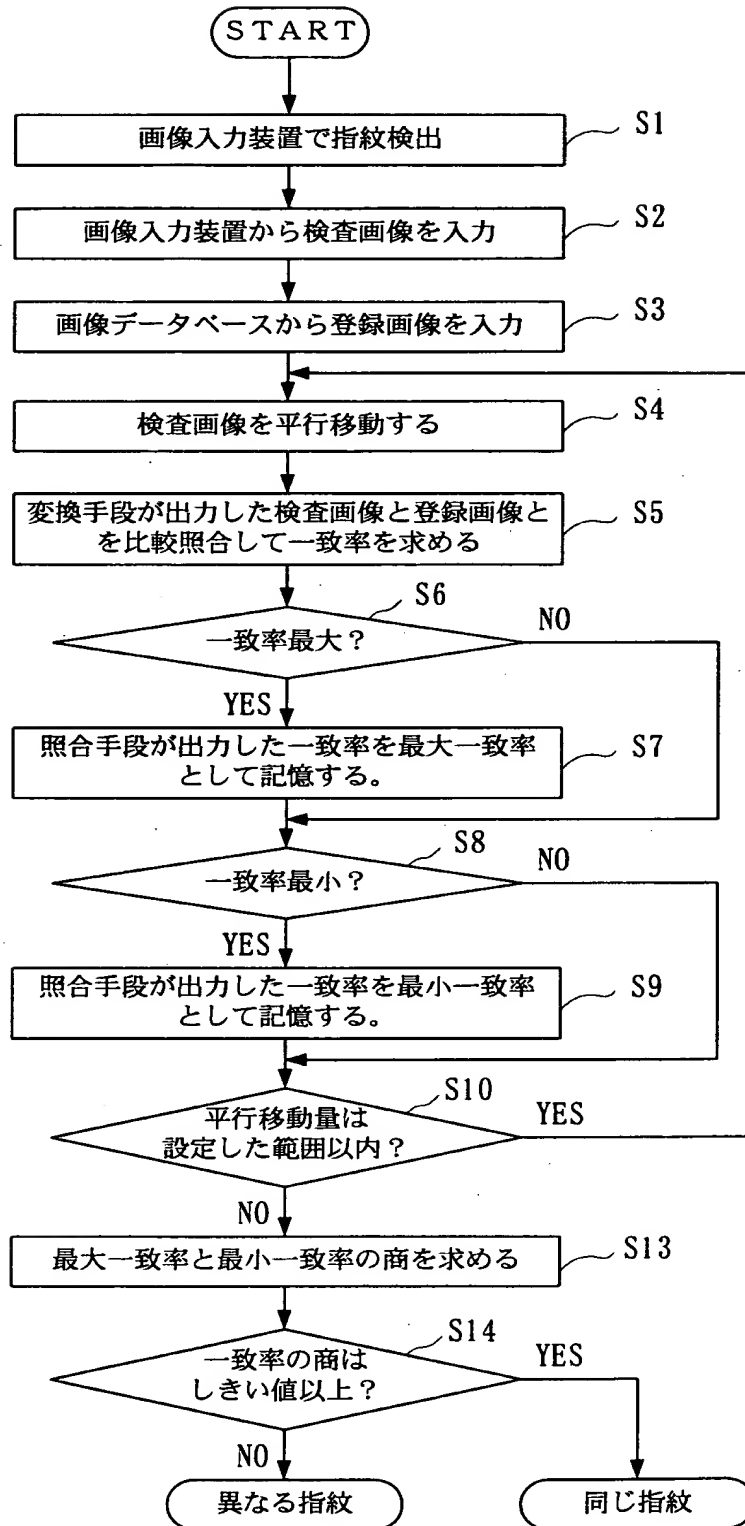 START
画像入力装置で指紋検出
S1
画像入力装置から検査画像を入力
S2
画像データベースから登録画像を入力
S3
検査画像を平行移動する
S4
変換手段が出力した検査画像と登録画像と
を比較照合して一致率を求める
S5
S6
一致率最大？
NO
YES
照合手段が出力した一致率を最大一致率
として記憶する。
S7
S8
一致率最小？
NO
YES
照合手段が出力した一致率を最小一致率
として記憶する。
S9
S10
平行移動量は
設定した範囲以内？
YES
NO
最大一致率と最小一致率の商を求める
S13
S14
一致率の商は
しきい値以上？
YES
NO
異なる指紋
同じ指紋